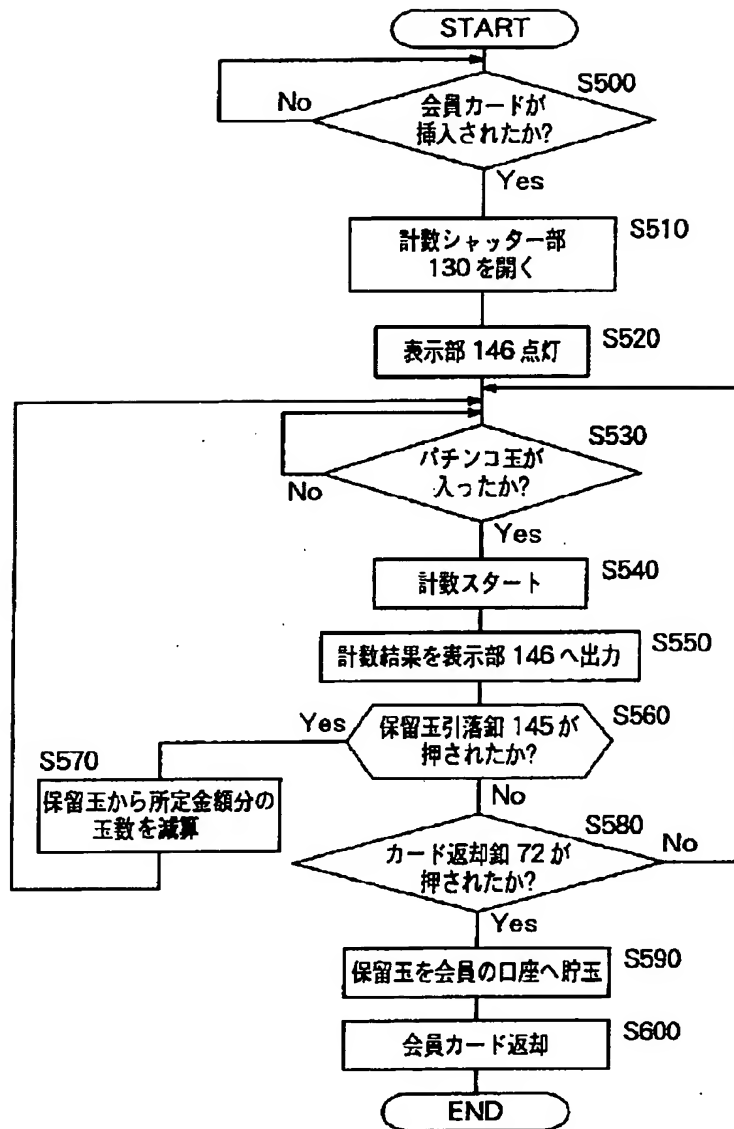 START
S500
No
会員カードが
挿入されたか?
Yes
計数シャッター部
130を開く
S510
表示部 146 点灯
S520
S530
パチンコ玉が
入ったか?
No
Yes
計数スタート
S540
計数結果を表示部 146 へ出力
S550
Yes
保留玉引落釦 145 が
押されたか?
S560
S570
保留玉から所定金額分の
玉数を減算
No
S580
カード返却釦 72 が
押されたか?
No
Yes
保留玉を会員の口座へ貯玉
S590
会員カード返却
S600
END